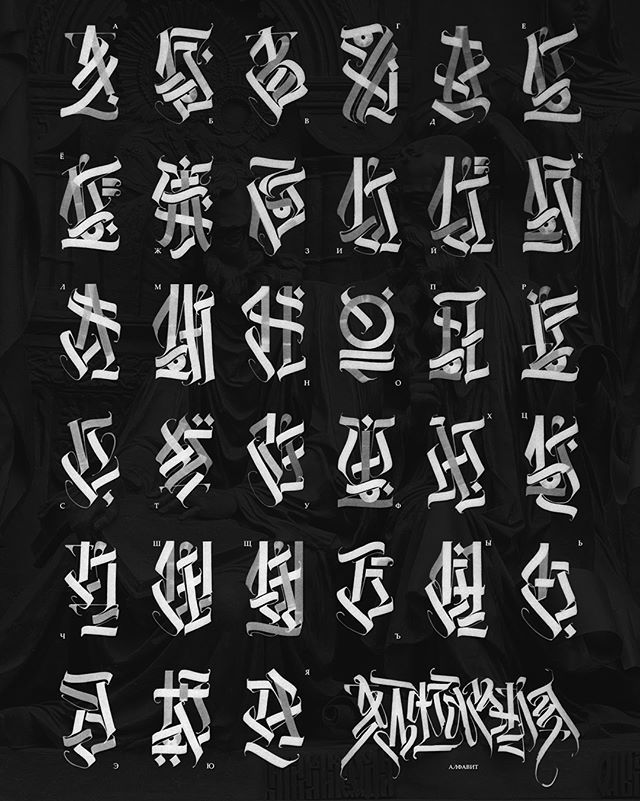 А Б В Г Д Е
Ё Ж З И Й К
Л М Н О П Р
С Т У Ф Х Ц
Ч Ш Щ Ъ Ы Ь
Э Ю Я
АЛФАВИТ